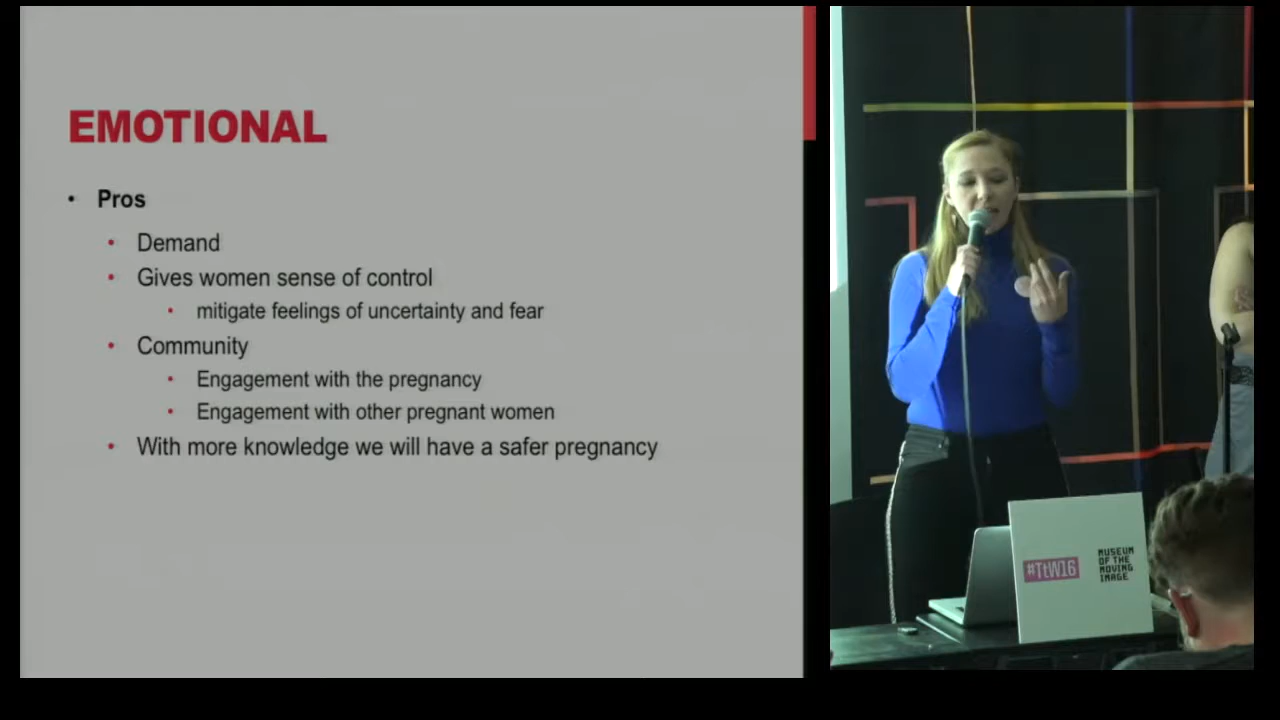 EMOTIONAL
• Pros
• Demand
• Gives women sense of control
• mitigate feelings of uncertainty and fear
• Community
• Engagement with the pregnancy
• Engagement with other pregnant women
• With more knowledge we will have a safer pregnancy
#TtW16
MUSEUM
OF THE
MOVING
IMAGE